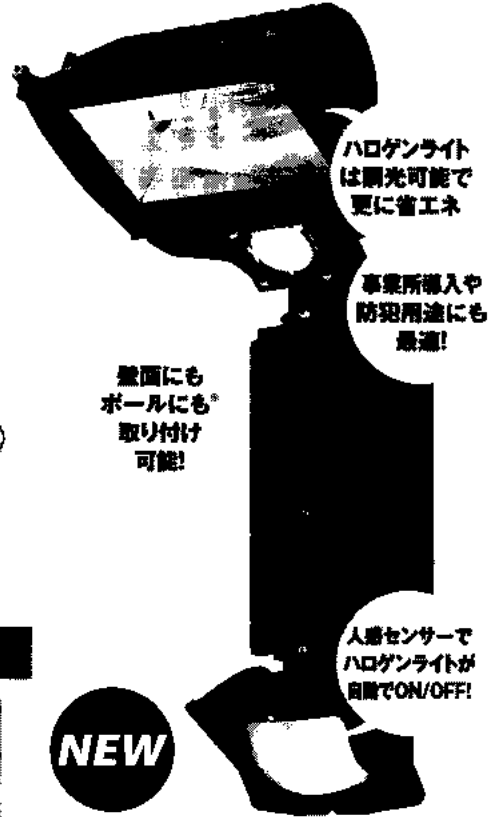 ハロゲンライト
は調光可能で
更に省エネ
事業所導入や
防犯用途にも
最適!
壁面にも
ポールにも※
取り付け
可能!
人感センサーで
ハロゲンライトが
自動でON/OFF!
NEW